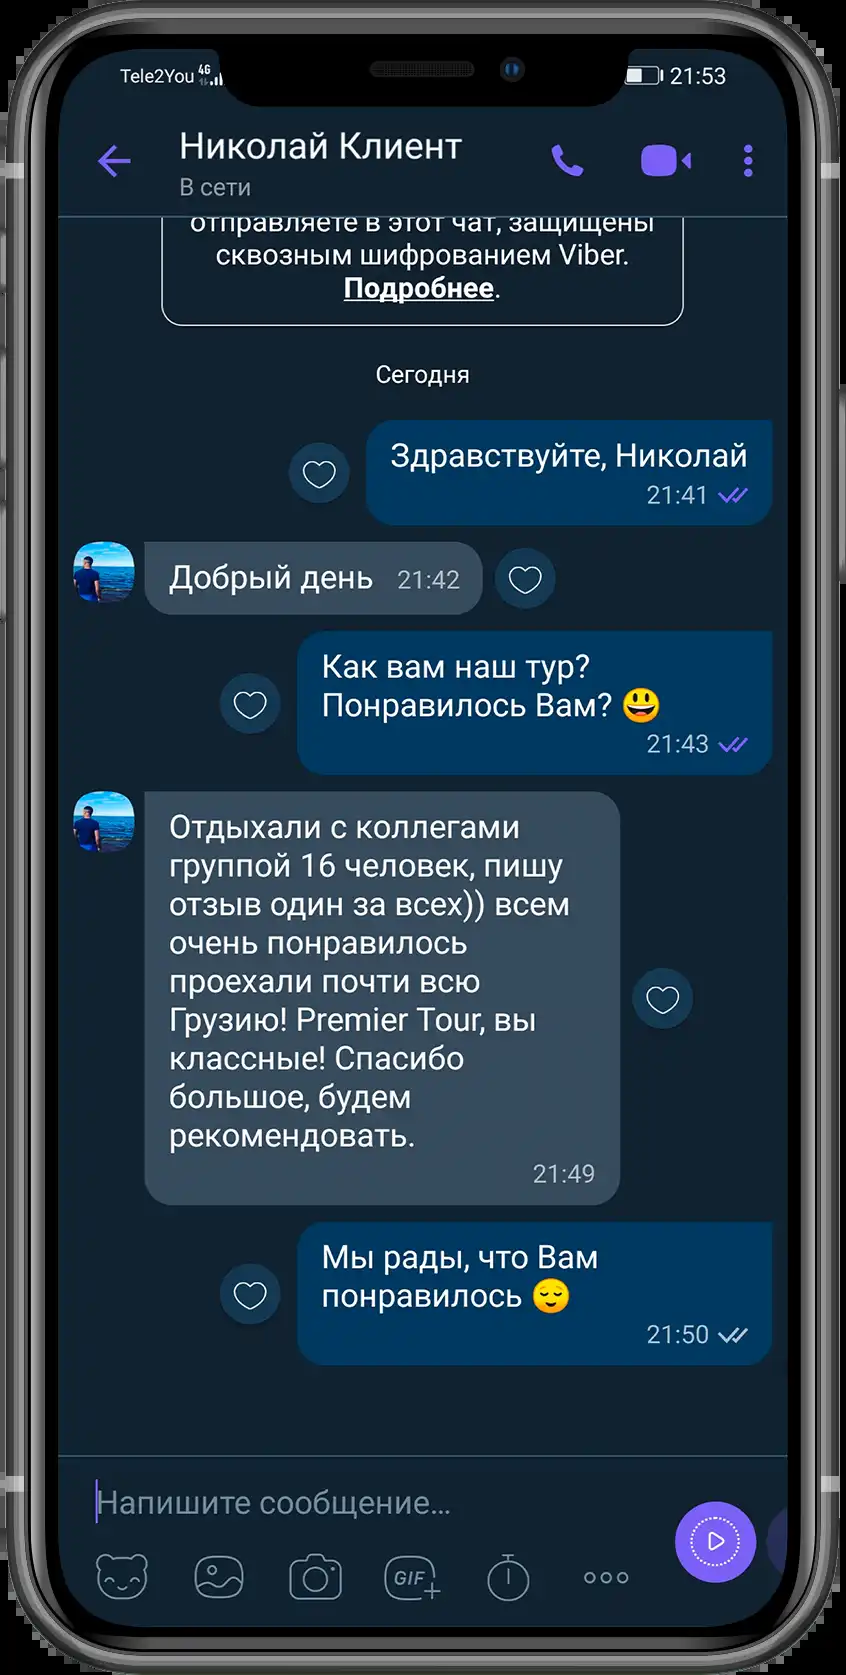 Tele2You 4G 21:53
Николай Клиент
В сети
отправляете в этот чат, защищены
сквозным шифрованием Viber.
Подробнее.
Сегодня
Здравствуйте, Николай
21:41
Добрый день 21:42
Как вам наш тур?
Понравилось Вам? 😃
21:43
Отдыхали с коллегами
группой 16 человек, пишу
отзыв один за всех)) всем
очень понравилось
проехали почти всю
Грузию! Premier Tour, вы
классные! Спасибо
большое, будем
рекомендовать.
21:49
Мы рады, что Вам
понравилось 😌
21:50
Напишите сообщение...
GIF